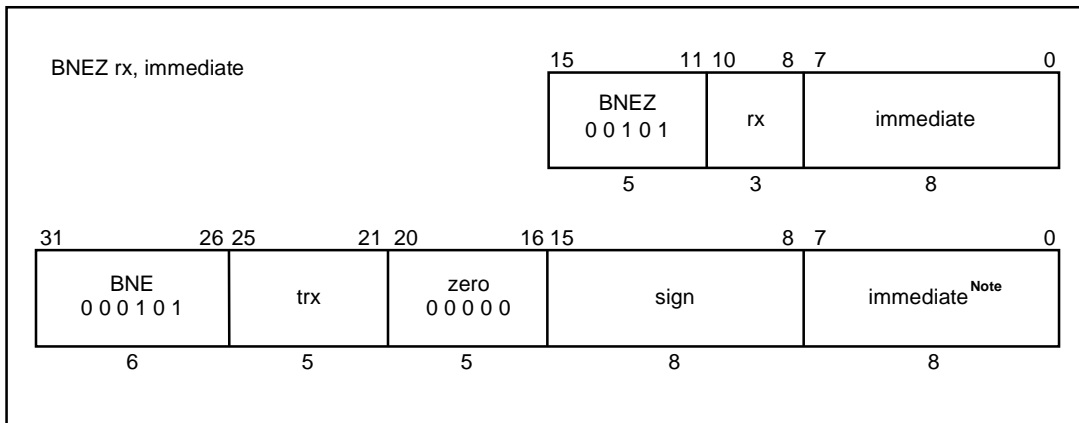 BNEZ rx, immediate
15 11 10 8 7 0
BNEZ
0 0 1 0 1
rx
immediate
5 3 8
31 26 25 21 20 16 15 8 7 0
BNE
0 0 0 1 0 1
trx
zero
0 0 0 0 0
sign
immediate Note
6 5 5 8 8